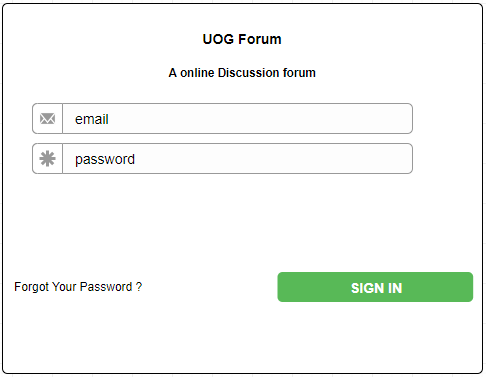 UOG Forum
A online Discussion forum
email
password
Forgot Your Password ?
SIGN IN